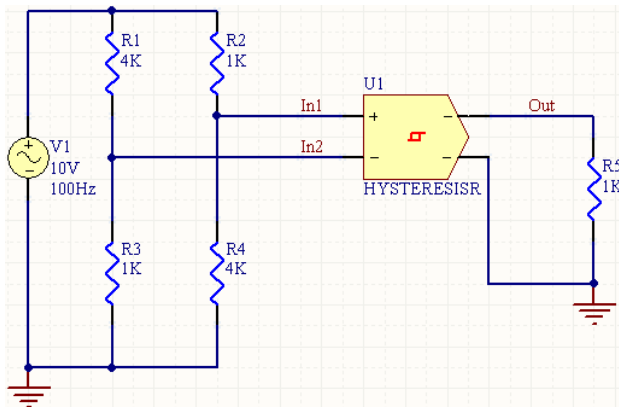 R1
4K
R2
1K
U1
In1
Out
+
−
V1
10V
100Hz
+
−
In2
−
−
HYSTERESISR
R5
1K
R3
1K
R4
4K